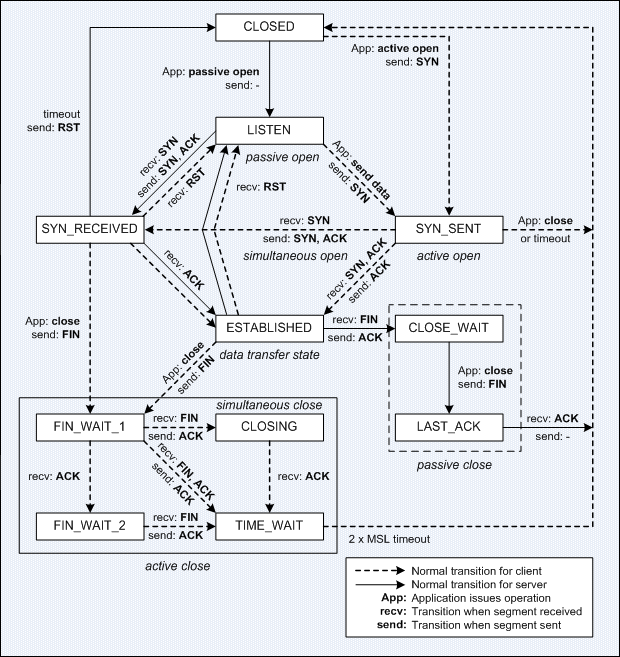 CLOSED
App: passive open
send: -
App: active open
send: SYN
timeout
send: RST
LISTEN
passive open
recv: SYN
send: SYN, ACK
recv: RST
recv: RST
App: send data
send: SYN
SYN_RECEIVED
recv: SYN
send: SYN, ACK
simultaneous open
SYN_SENT
active open
App: close
or timeout
recv: ACK
recv: SYN, ACK
send: ACK
App: close
send: FIN
ESTABLISHED
data transfer state
recv: FIN
send: ACK
CLOSE_WAIT
App: close
send: FIN
App: close
send: FIN
LAST_ACK
passive close
recv: ACK
send: -
simultaneous close
FIN_WAIT_1
recv: FIN
send: ACK
CLOSING
recv: ACK
recv: FIN, ACK
send: ACK
recv: ACK
FIN_WAIT_2
recv: FIN
send: ACK
TIME_WAIT
2 x MSL timeout
active close
Normal transition for client
Normal transition for server
App: Application issues operation
recv: Transition when segment received
send: Transition when segment sent